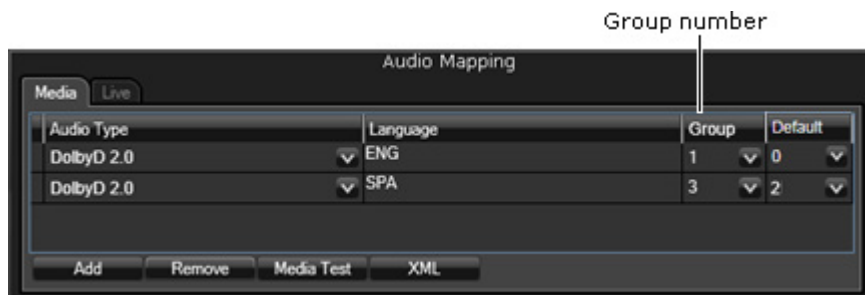 Group number
Audio Mapping
Media Live
Audio Type Language Group Default
DolbyD 2.0 ENG 1 0
DolbyD 2.0 SPA 3 2
Add Remove Media Test XML